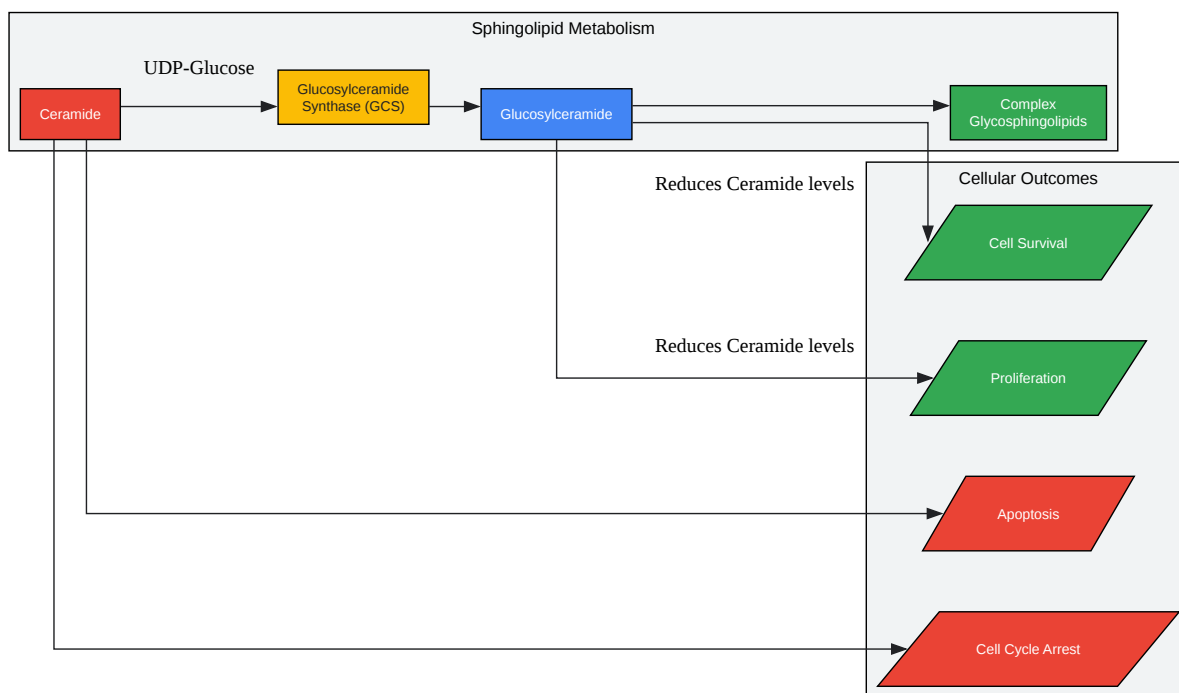 Sphingolipid Metabolism
UDP-Glucose
Ceramide
Glucosylceramide
Synthase (GCS)
Glucosylceramide
Complex
Glycosphingolipids
Cellular Outcomes
Reduces Ceramide levels
Cell Survival
Reduces Ceramide levels
Proliferation
Apoptosis
Cell Cycle Arrest